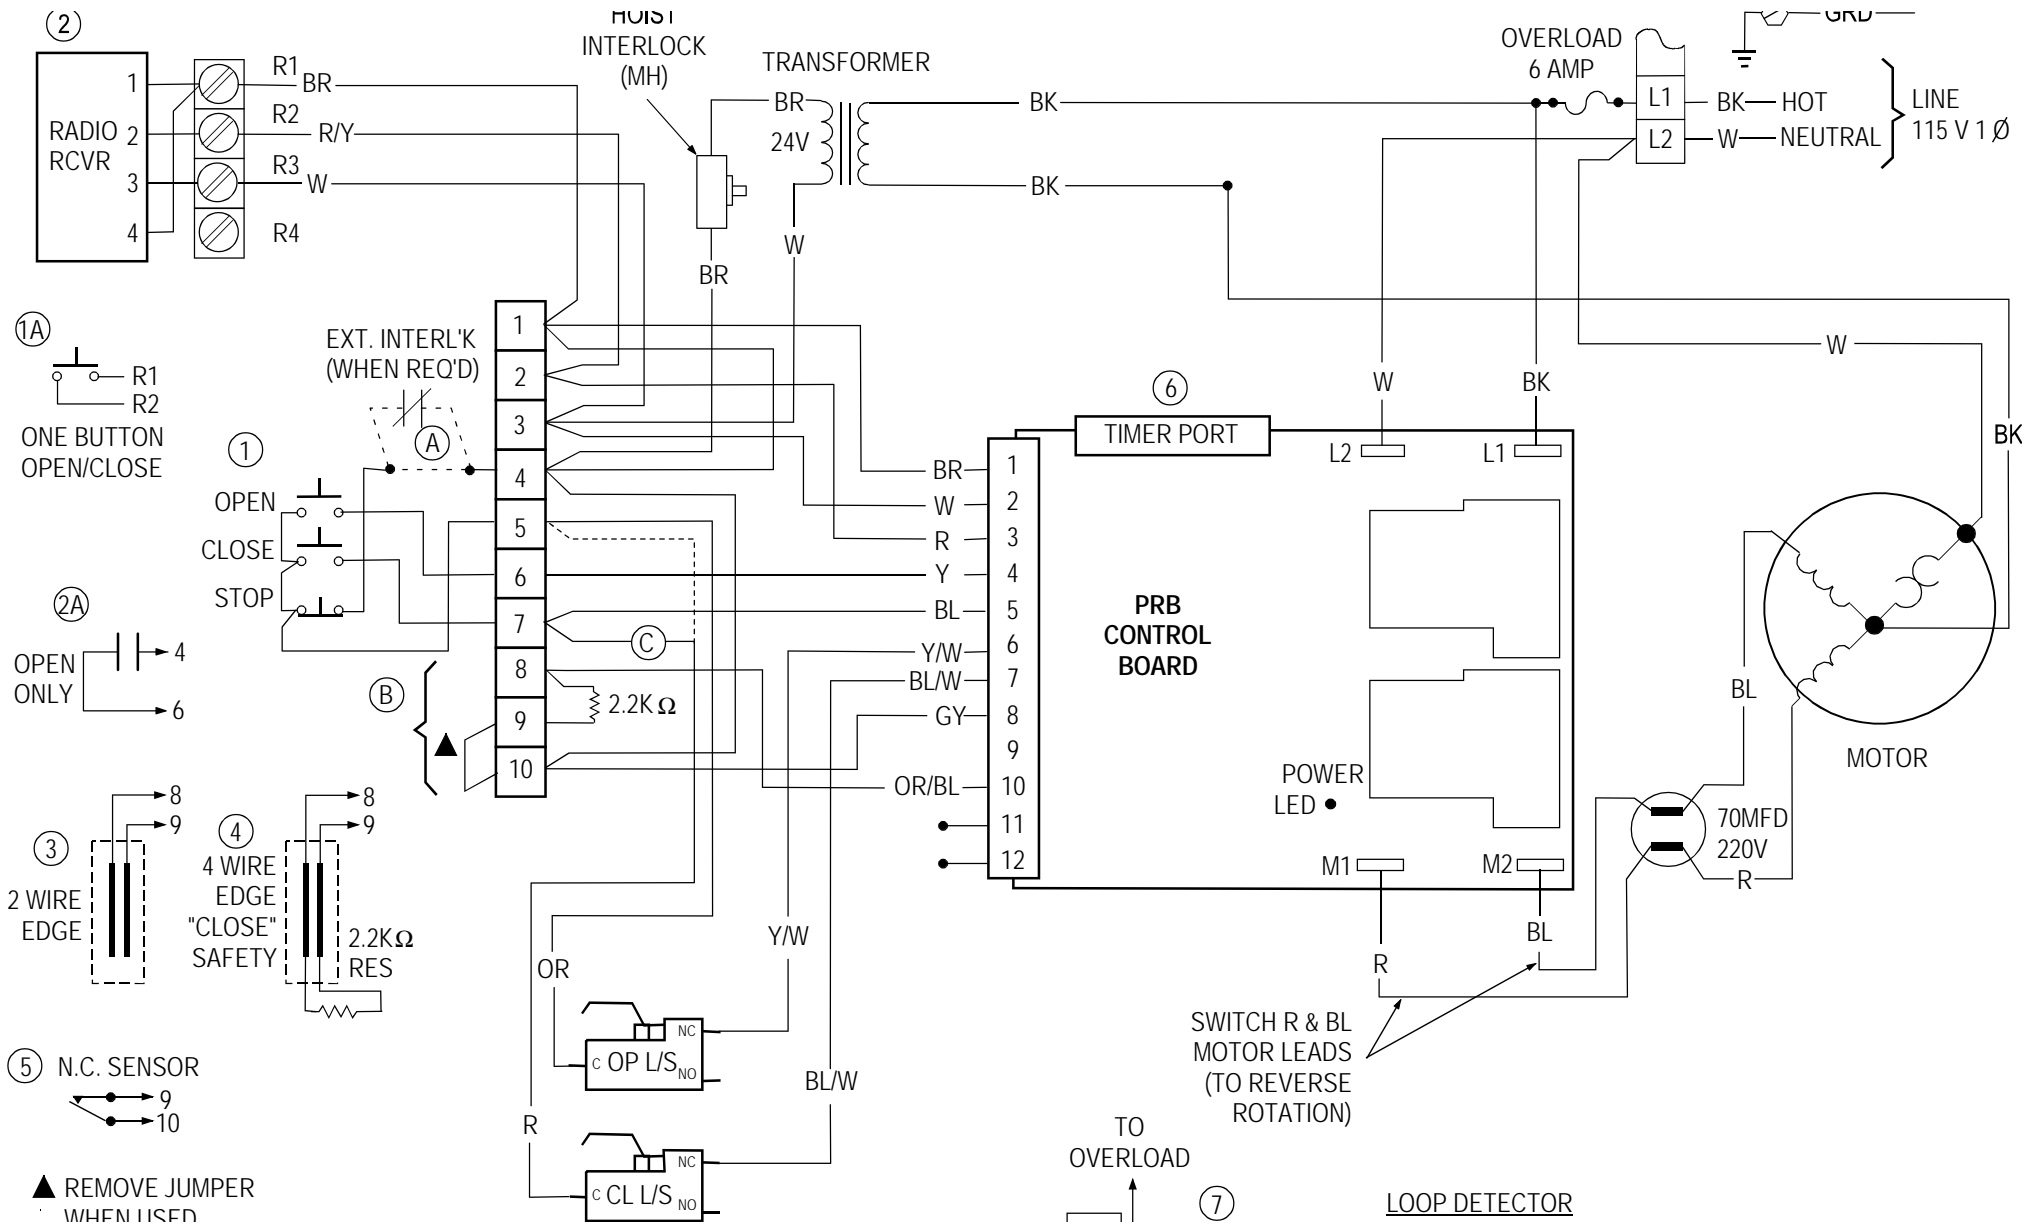 2
HOIST
INTERLOCK
(MH)
TRANSFORMER
OVERLOAD
6 AMP
GRD
RADIO
RCVR
1
2
3
4
R1
BR
R2
R/Y
R3
W
R4
BR
24V
BK
BK
W
BR
L1
L2
BK
HOT
W
NEUTRAL
LINE
115 V 1 Ø
1A
R1
R2
ONE BUTTON
OPEN/CLOSE
EXT. INTERL'K
(WHEN REQ'D)
A
1
OPEN
CLOSE
STOP
2A
OPEN
ONLY
4
6
B
1
2
3
4
5
6
7
8
9
10
C
2.2K Ω
6
TIMER PORT
W
BK
W
BK
L2
L1
BR
W
R
Y
BL
Y/W
BL/W
GY
OR/BL
1
2
3
4
5
6
7
8
9
10
11
12
PRB
CONTROL
BOARD
POWER
LED
M1
M2
MOTOR
BL
70MFD
220V
R
R
BL
SWITCH R & BL
MOTOR LEADS
(TO REVERSE
ROTATION)
3
2 WIRE
EDGE
8
9
4
4 WIRE
EDGE
"CLOSE"
SAFETY
8
9
2.2KΩ
RES
5
N.C. SENSOR
9
10
▲ REMOVE JUMPER
WHEN USED
OR
Y/W
R
BL/W
C OP L/S
NC
NO
C CL L/S
NC
NO
TO
OVERLOAD
7
LOOP DETECTOR